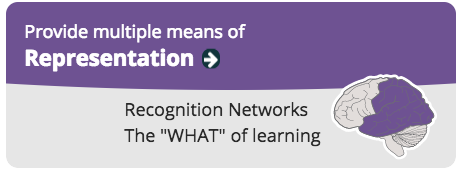 Provide multiple means of
Representation
Recognition Networks
The "WHAT" of learning